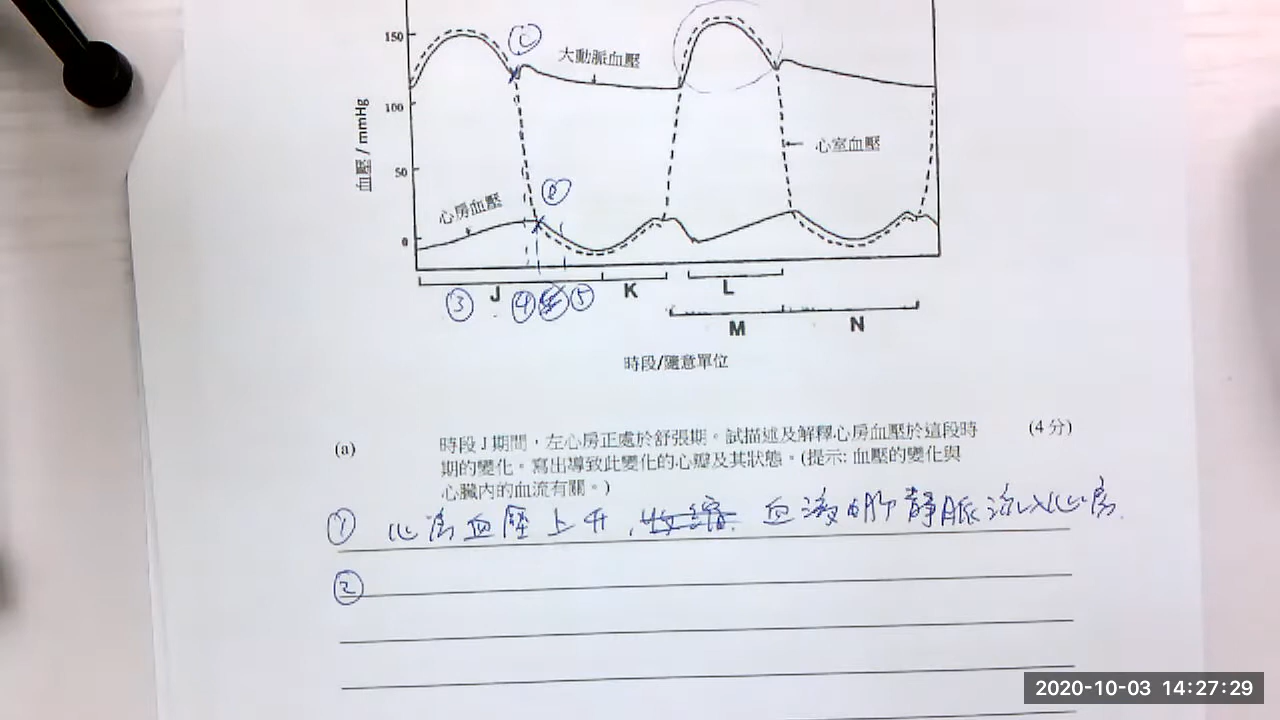 150
大動脈血壓
100
血壓 / mmHg
心室血壓
50
心房血壓
0
J
K
L
③
④
⑤
M
N
時段/隨意單位
(a)
時段 J 期間，左心房正處於舒張期。試描述及解釋心房血壓於這段時
(4 分)
期的變化。寫出導致此變化的心瓣及其狀態。(提示: 血壓的變化與
心臟內的血流有關。)
① 心房血壓上升，血液由肺靜脈流入心房.
②
2020-10-03 14:27:29